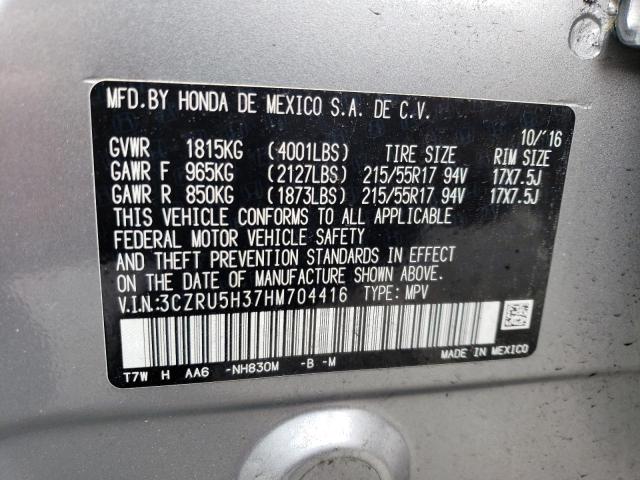 MFD.BY HONDA DE MEXICO S.A. DE C.V.
10/'16
GVWR 1815KG (4001LBS) TIRE SIZE RIM SIZE
GAWR F 965KG (2127LBS) 215/55R17 94V 17X7.5J
GAWR R 850KG (1873LBS) 215/55R17 94V 17X7.5J
THIS VEHICLE CONFORMS TO ALL APPLICABLE
FEDERAL MOTOR VEHICLE SAFETY
AND THEFT PREVENTION STANDARDS IN EFFECT
ON THE DATE OF MANUFACTURE SHOWN ABOVE.
V.I.N.:3CZRU5H37HM704416 TYPE: MPV
MADE IN MEXICO
T7W H AA6 -NH830M -B -M